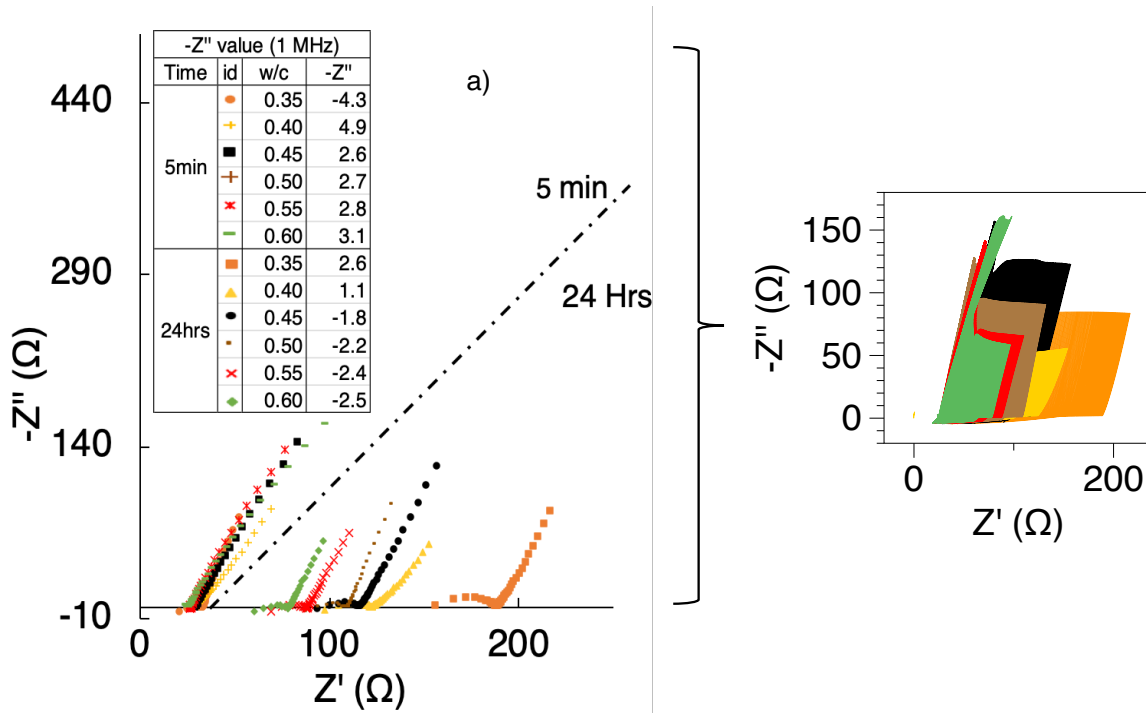 -Z" value (1 MHz)
Time id w/c -Z"
5min
0.35 -4.3
0.40 4.9
0.45 2.6
0.50 2.7
0.55 2.8
0.60 3.1
24hrs
0.35 2.6
0.40 1.1
0.45 -1.8
0.50 -2.2
0.55 -2.4
0.60 -2.5
a)
440
290
140
-10
-Z" (Ω)
0 100 200
Z' (Ω)
5 min
24 Hrs
150
100
50
0
-Z" (Ω)
0 200
Z' (Ω)